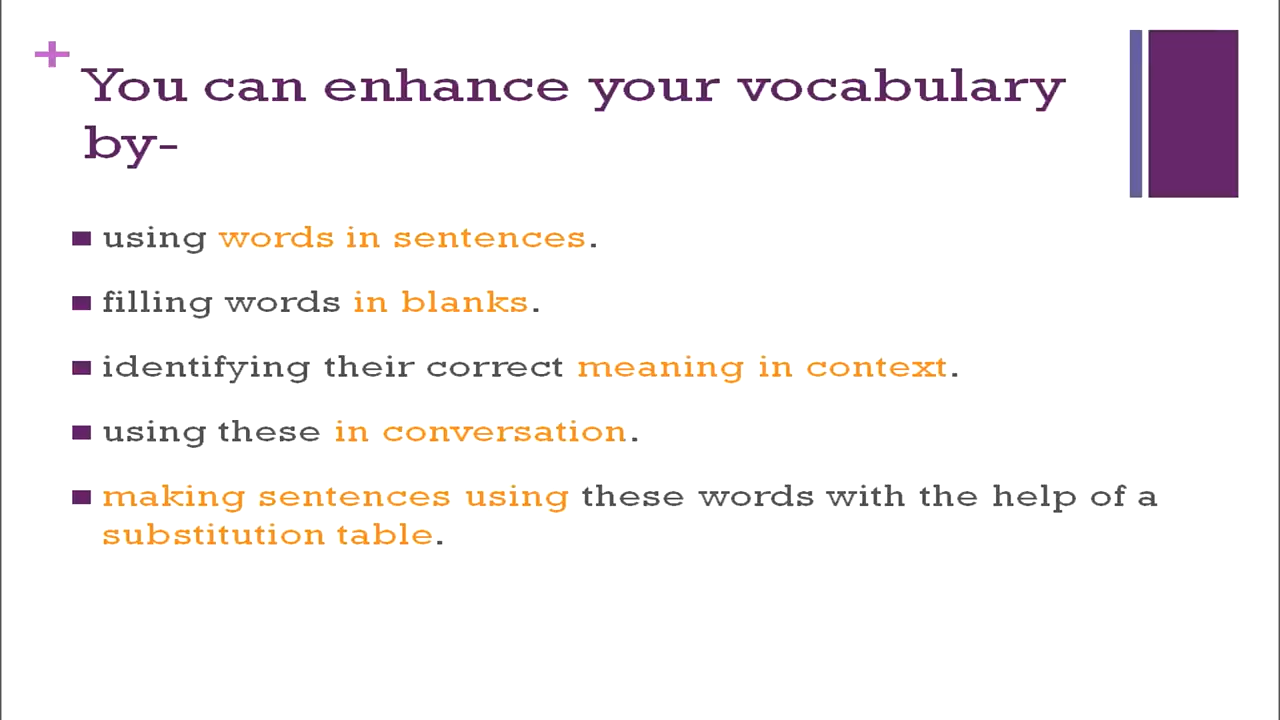 You can enhance your vocabulary
by-
using words in sentences.
filling words in blanks.
identifying their correct meaning in context.
using these in conversation.
making sentences using these words with the help of a
substitution table.